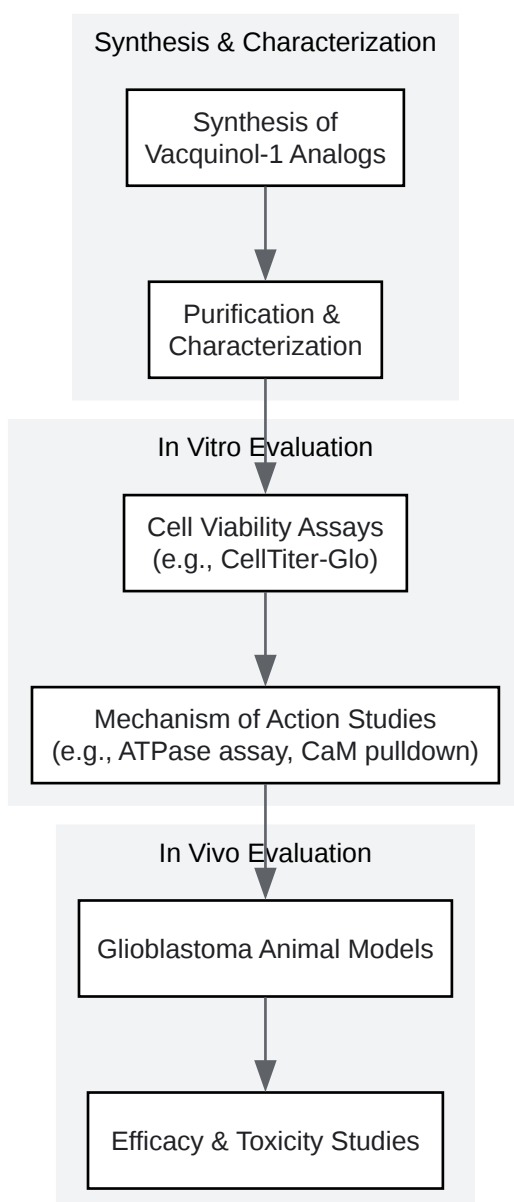 Synthesis & Characterization
Synthesis of
Vacquinol-1 Analogs
Purification &
Characterization
In Vitro Evaluation
Cell Viability Assays
(e.g., CellTiter-Glo)
Mechanism of Action Studies
(e.g., ATPase assay, CaM pulldown)
In Vivo Evaluation
Glioblastoma Animal Models
Efficacy & Toxicity Studies